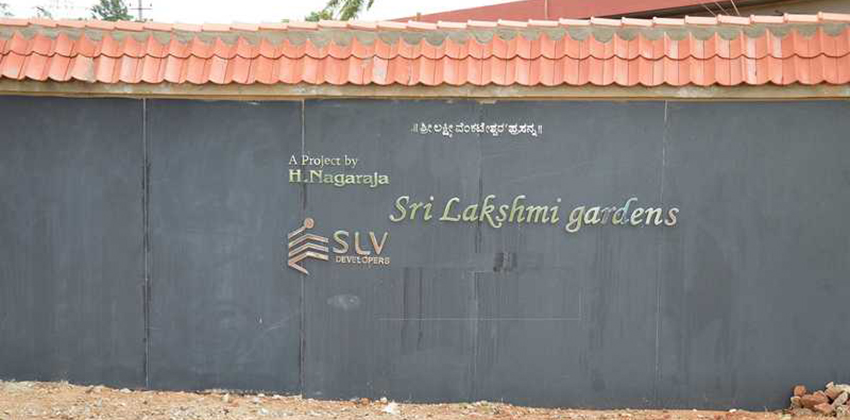 ॥ ಶ್ರೀ ಲಕ್ಷ್ಮೀ ವೆಂಕಟೇಶ್ವರ ಪ್ರಸನ್ನ ॥
A Project by
H.Nagaraja
Sri Lakshmi gardens
SLV
DEVELOPERS